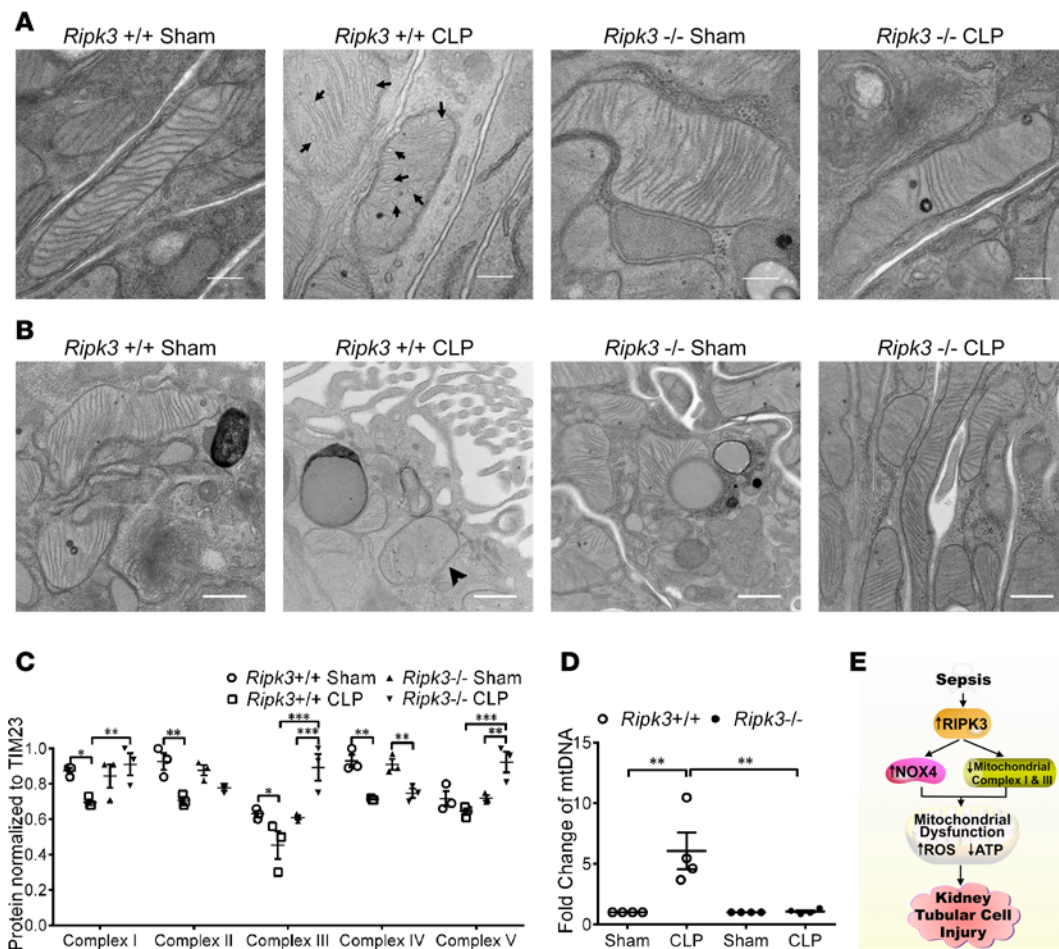 A
Ripk3 +/+ Sham
Ripk3 +/+ CLP
Ripk3 -/- Sham
Ripk3 -/- CLP
B
Ripk3 +/+ Sham
Ripk3 +/+ CLP
Ripk3 -/- Sham
Ripk3 -/- CLP
C
Ripk3+/+ Sham
Ripk3-/- Sham
Ripk3+/+ CLP
Ripk3-/- CLP
Protein normalized to TIM23
1.0
0.8
0.6
0.4
0.2
0.0
* ** ** * *** *** ** ** *** **
Complex I
Complex II
Complex III
Complex IV
Complex V
D
Ripk3+/+
Ripk3-/-
Fold Change of mtDNA
20
15
10
5
0
** **
Sham
CLP
Sham
CLP
E
Sepsis
↑RIPK3
↑NOX4
↓Mitochondrial
Complex I & III
Mitochondrial
Dysfunction
↑ROS ↓ATP
Kidney
Tubular Cell
Injury